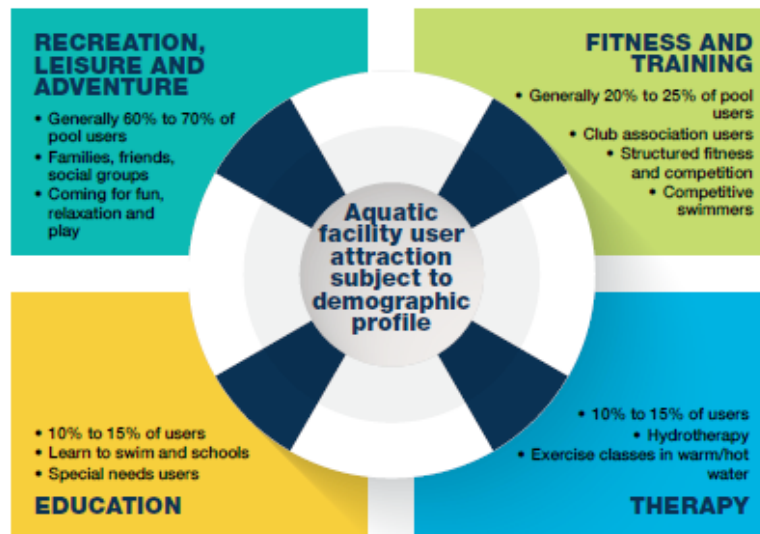 RECREATION,
LEISURE AND
ADVENTURE
• Generally 60% to 70% of
pool users
• Families, friends,
social groups
• Coming for fun,
relaxation and
play
FITNESS AND
TRAINING
• Generally 20% to 25% of pool
users
• Club association users
• Structured fitness
and competition
• Competitive
swimmers
Aquatic
facility user
attraction
subject to
demographic
profile
• 10% to 15% of users
• Learn to swim and schools
• Special needs users
EDUCATION
• 10% to 15% of users
• Hydrotherapy
• Exercise classes in warm/hot
water
THERAPY